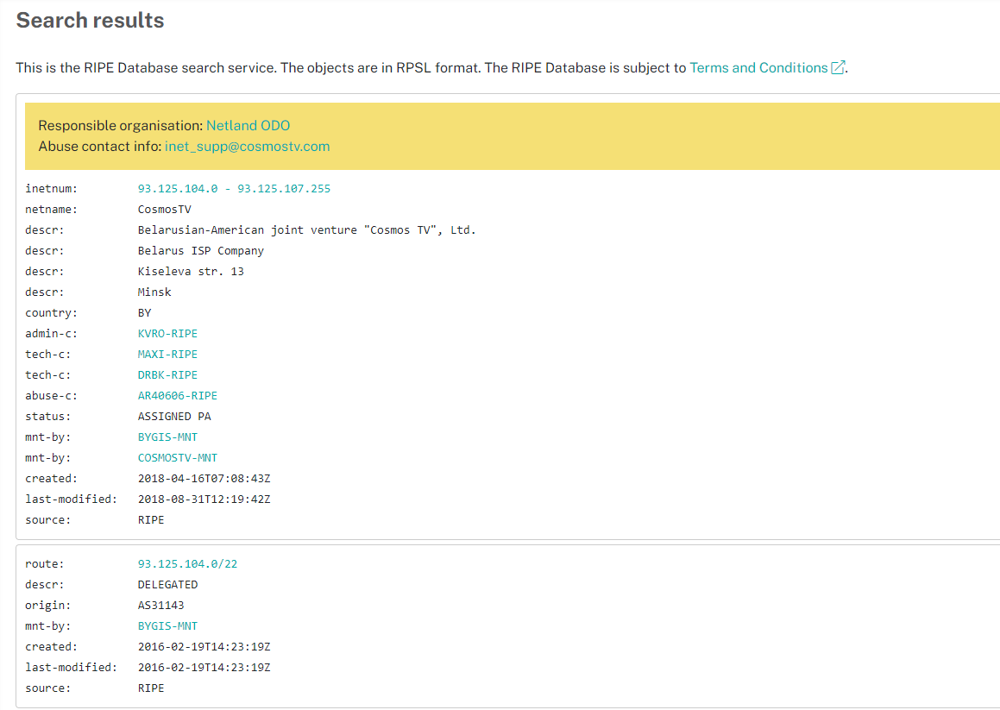 Search results
This is the RIPE Database search service. The objects are in RPSL format. The RIPE Database is subject to Terms and Conditions.
Responsible organisation: Netland ODO
Abuse contact info: inet_supp@cosmostv.com
inetnum: 93.125.104.0 - 93.125.107.255
netname: CosmosTV
descr: Belarusian-American joint venture "Cosmos TV", Ltd.
descr: Belarus ISP Company
descr: Kiseleva str. 13
descr: Minsk
country: BY
admin-c: KVRO-RIPE
tech-c: MAXI-RIPE
tech-c: DRBK-RIPE
abuse-c: AR40606-RIPE
status: ASSIGNED PA
mnt-by: BYGIS-MNT
mnt-by: COSMOSTV-MNT
created: 2018-04-16T07:08:43Z
last-modified: 2018-08-31T12:19:42Z
source: RIPE
route: 93.125.104.0/22
descr: DELEGATED
origin: AS31143
mnt-by: BYGIS-MNT
created: 2016-02-19T14:23:19Z
last-modified: 2016-02-19T14:23:19Z
source: RIPE